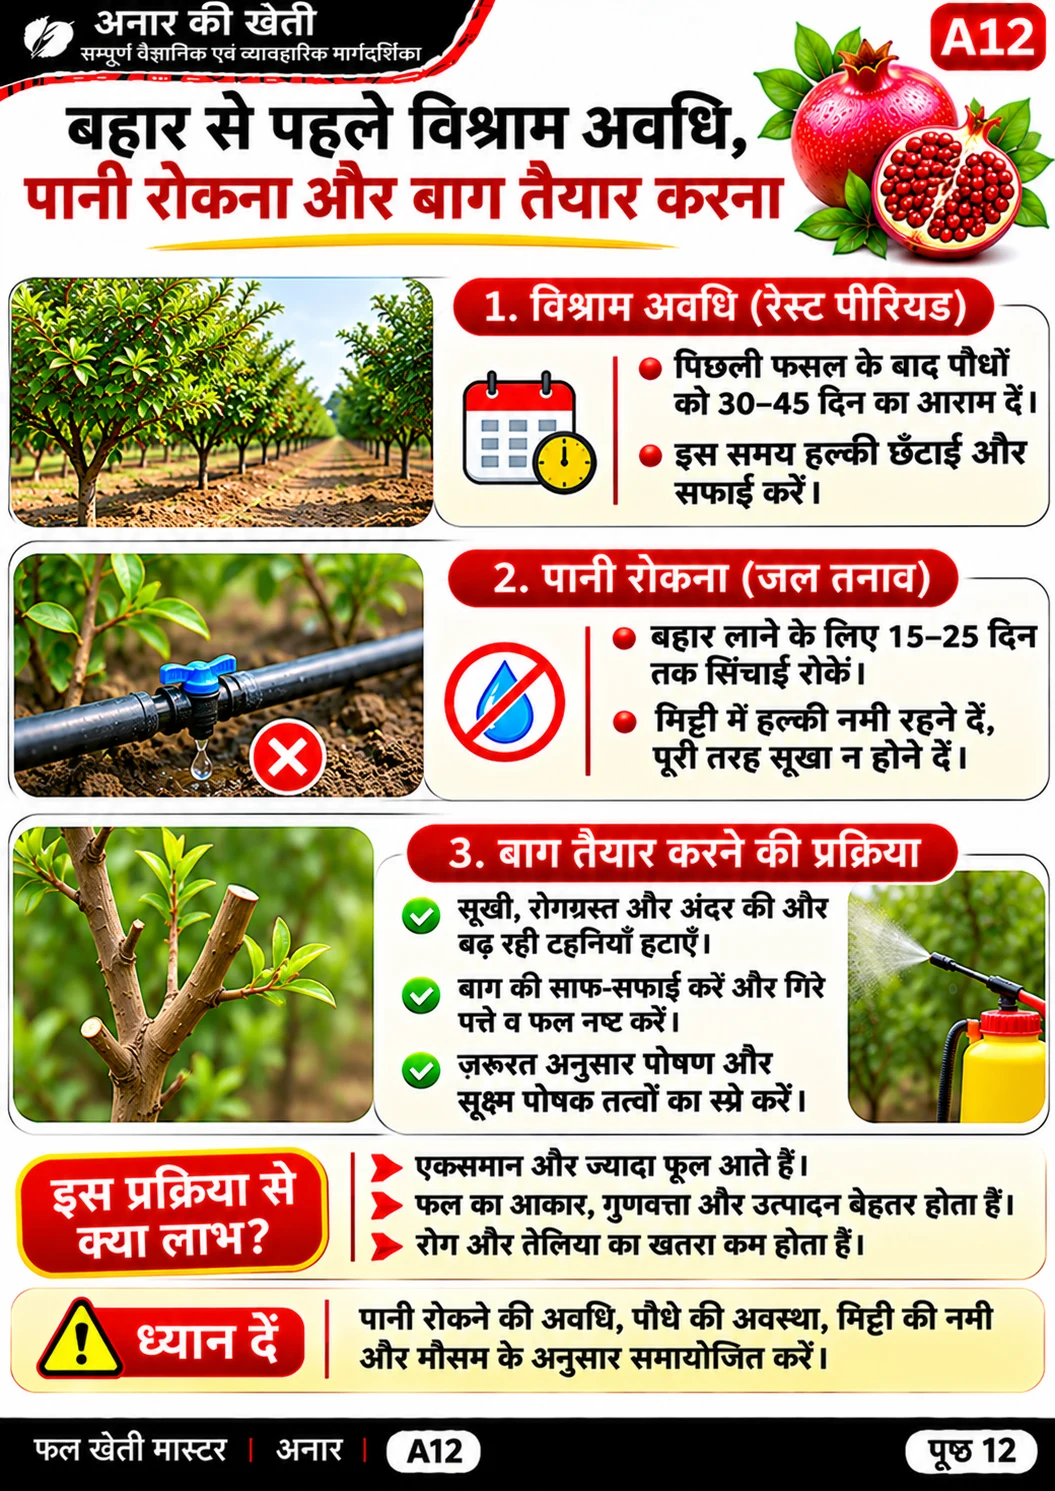 अनार की खेती
सम्पूर्ण वैज्ञानिक एवं व्यावहारिक मार्गदर्शिका
A12
बहार से पहले विश्राम अवधि,
पानी रोकना और बाग तैयार करना
1. विश्राम अवधि (रेस्ट पीरियड)
पिछली फसल के बाद पौधों
को 30–45 दिन का आराम दें।
इस समय हल्की छँटाई और
सफाई करें।
2. पानी रोकना (जल तनाव)
बहार लाने के लिए 15–25 दिन
तक सिंचाई रोकें।
मिट्टी में हल्की नमी रहने दें,
पूरी तरह सूखा न होने दें।
3. बाग तैयार करने की प्रक्रिया
सूखी, रोगग्रस्त और अंदर की और
बढ़ रही टहनियाँ हटाएँ।
बाग की साफ-सफाई करें और गिरे
पत्ते व फल नष्ट करें।
ज़रूरत अनुसार पोषण और
सूक्ष्म पोषक तत्वों का स्प्रे करें।
इस प्रक्रिया से
क्या लाभ?
एकसमान और ज्यादा फूल आते हैं।
फल का आकार, गुणवत्ता और उत्पादन बेहतर होता हैं।
रोग और तेलिया का खतरा कम होता हैं।
ध्यान दें
पानी रोकने की अवधि, पौधे की अवस्था, मिट्टी की नमी
और मौसम के अनुसार समायोजित करें।
फल खेती मास्टर | अनार | A12
पृष्ठ 12